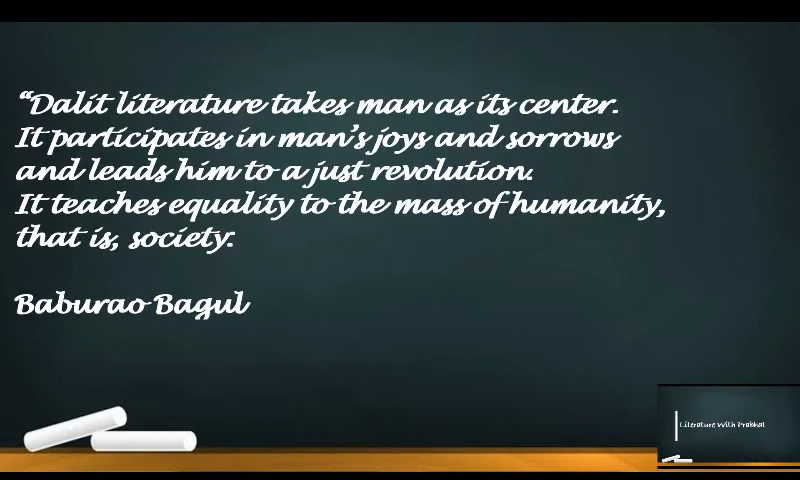 “Dalit literature takes man as its center.
It participates in man’s joys and sorrows
and leads him to a just revolution.
It teaches equality to the mass of humanity,
that is, society.
Baburao Bagul
Literature With Prabhat